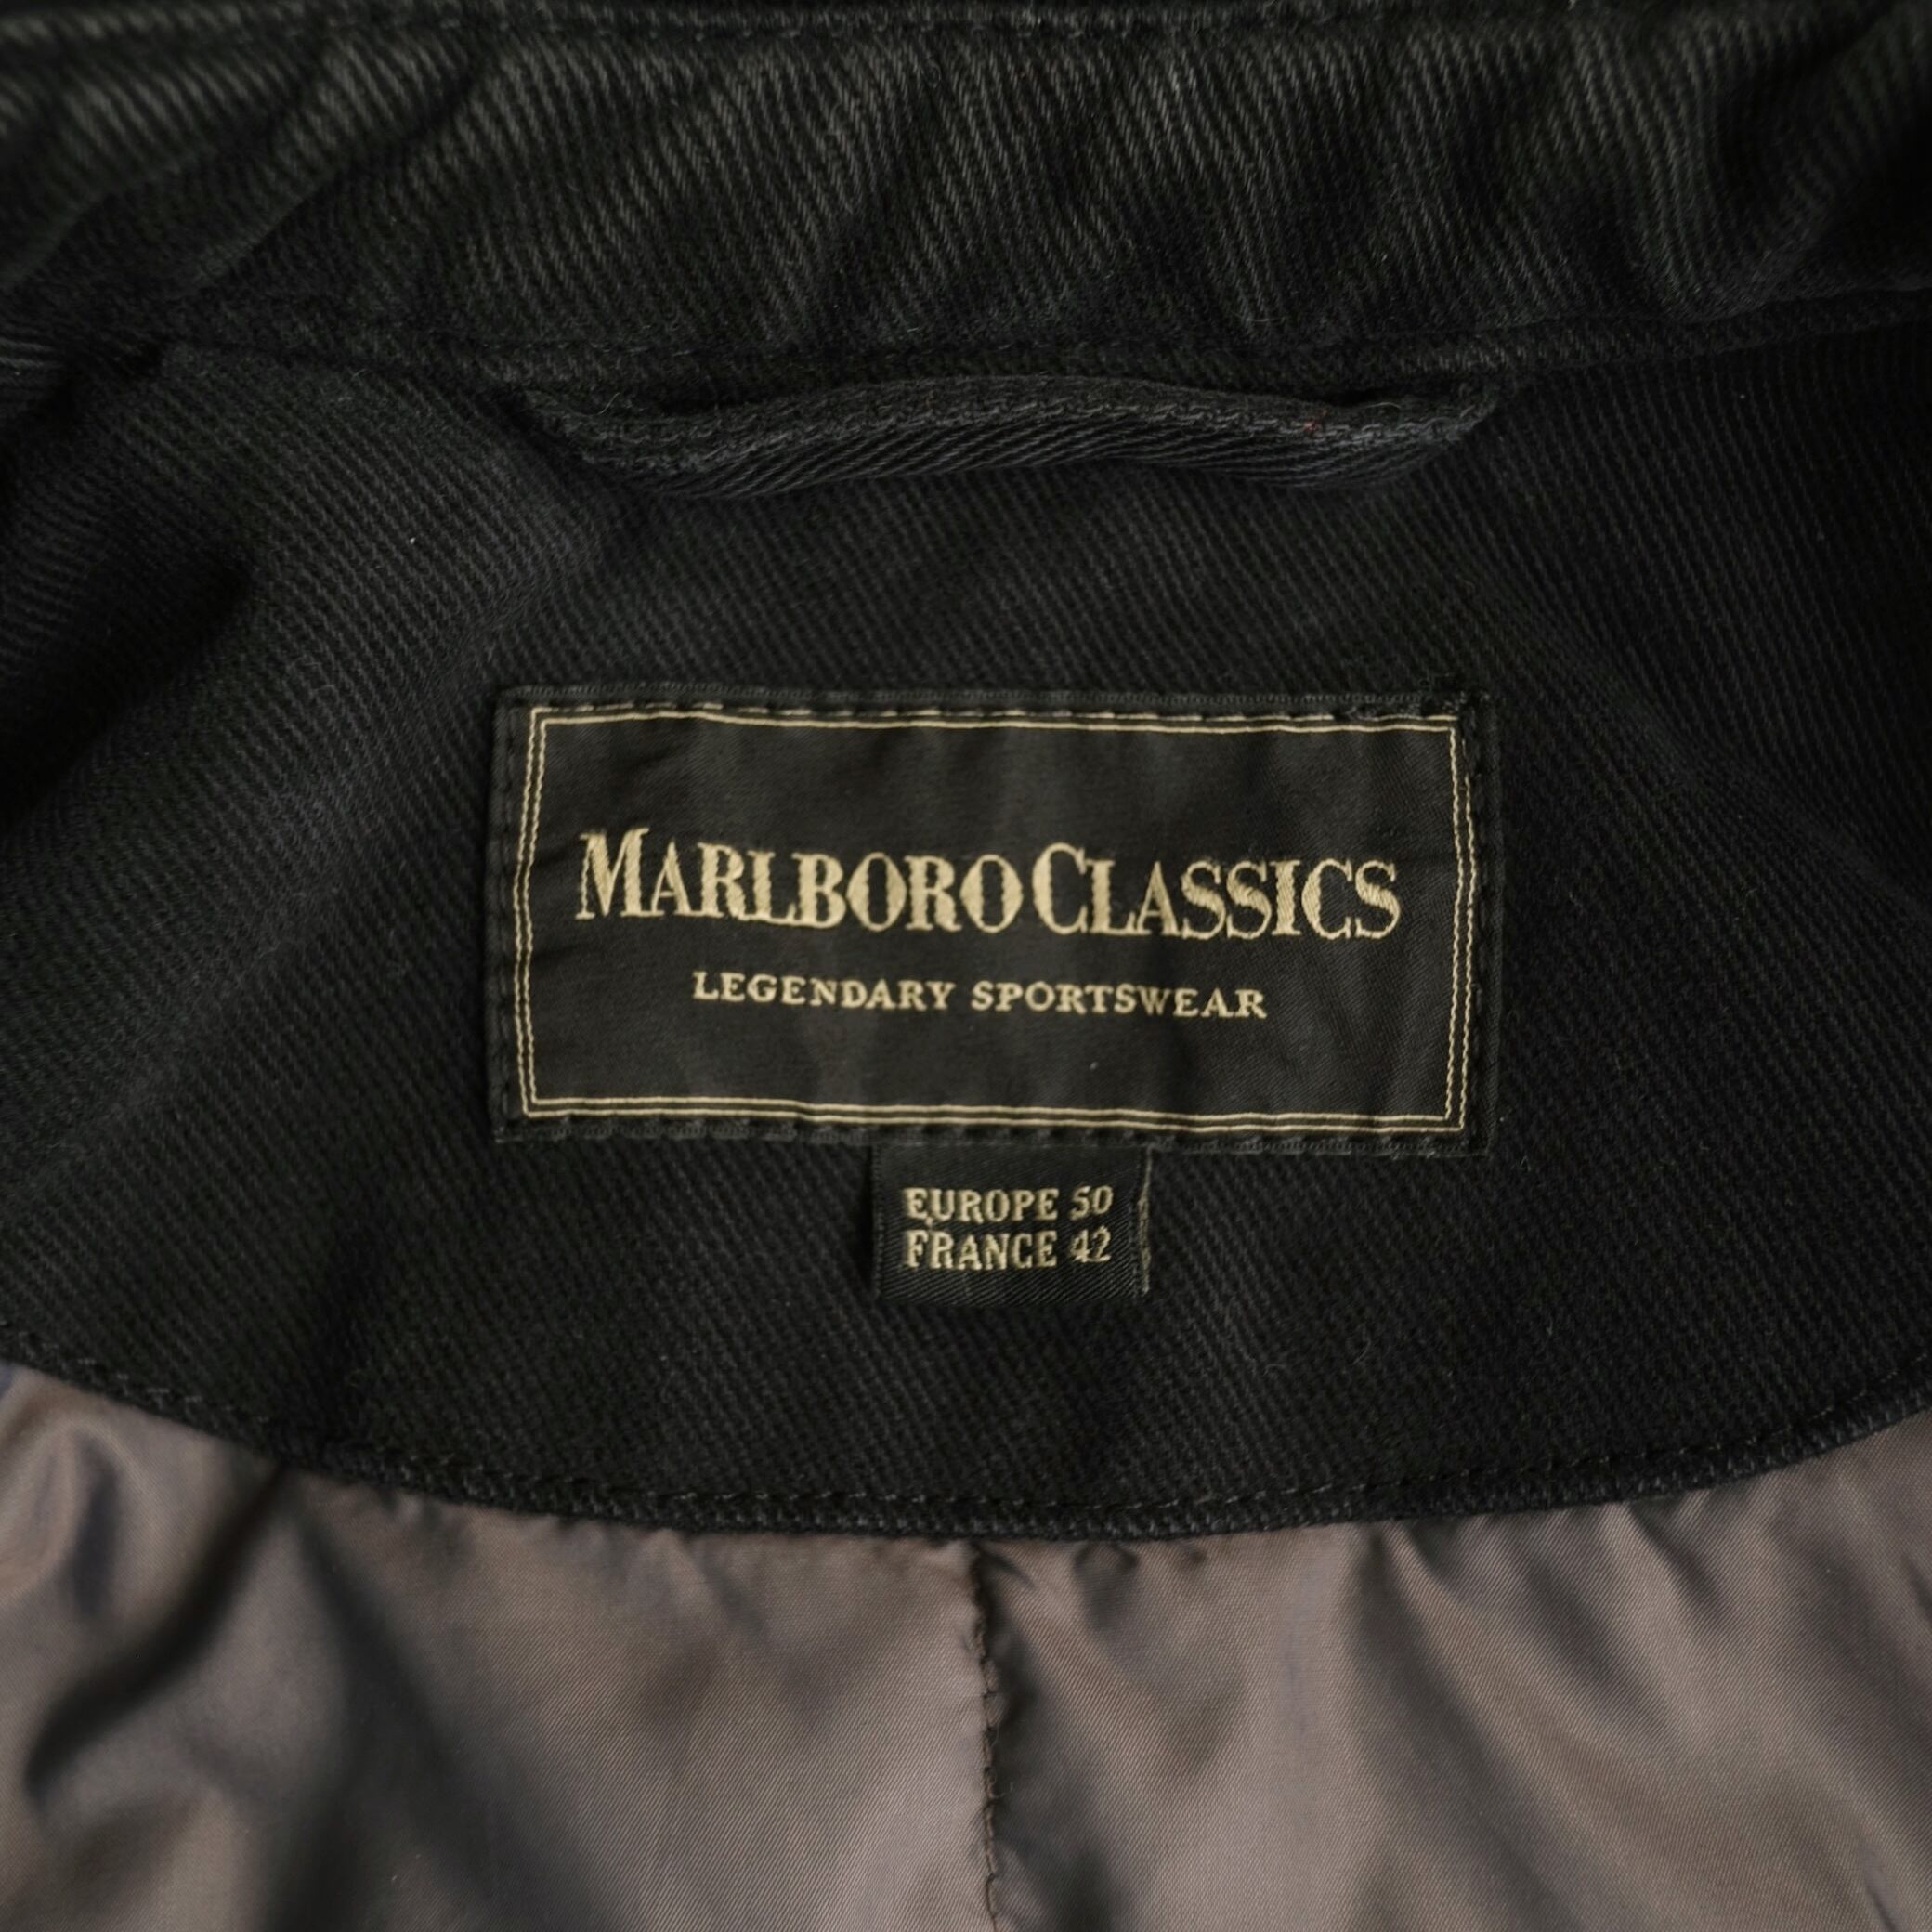 MARLBORO CLASSICS
LEGENDARY SPORTSWEAR
EUROPE 50
FRANCE 42